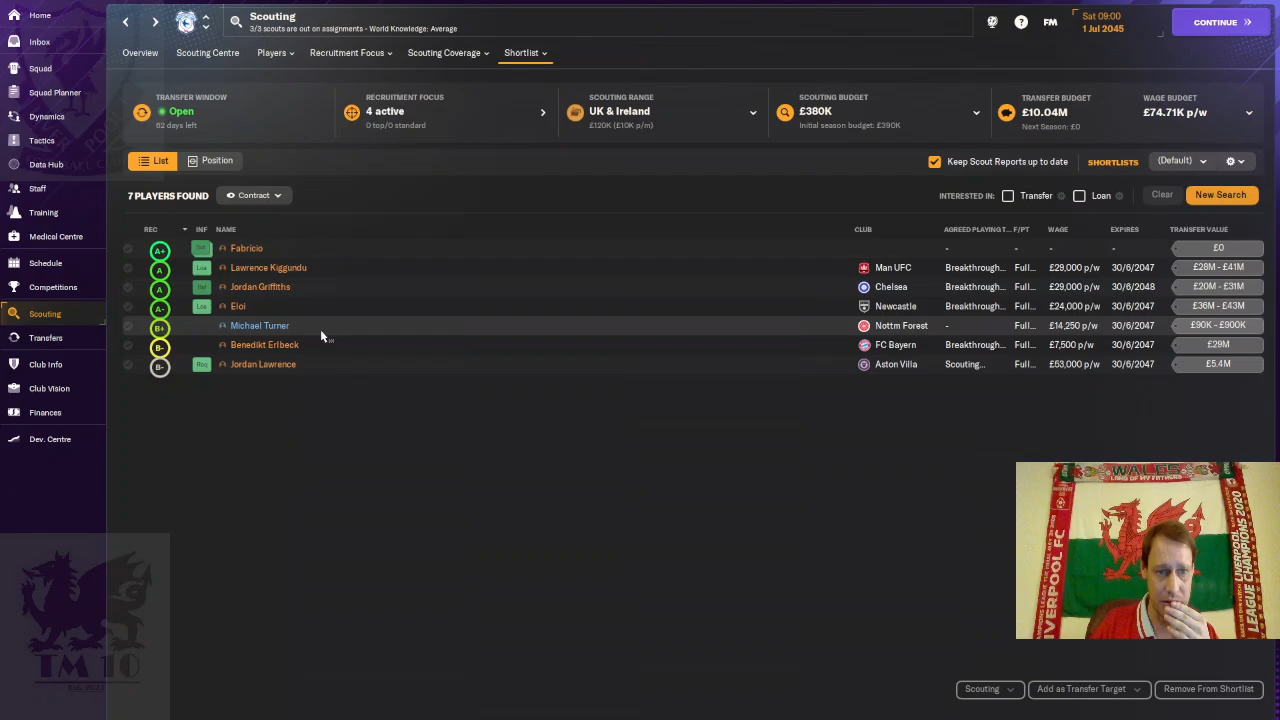 Home
Inbox
Squad
Squad Planner
Dynamics
Tactics
Data Hub
Staff
Training
Medical Centre
Schedule
Competitions
Scouting
Transfers
Club Info
Club Vision
Finances
Dev. Centre
Scouting
3/3 scouts are out on assignments - World Knowledge: Average
FM
Sat 09:00
1 Jul 2045
CONTINUE
Overview Scouting Centre Players Recruitment Focus Scouting Coverage Shortlist
TRANSFER WINDOW
Open
62 days left
RECRUITMENT FOCUS
4 active
0 top/0 standard
SCOUTING RANGE
UK & Ireland
£120K (£10K p/m)
SCOUTING BUDGET
£380K
Initial season budget: £390K
TRANSFER BUDGET
£10.04M
Next Season: £0
WAGE BUDGET
£74.71K p/w
List Position
Keep Scout Reports up to date SHORTLISTS (Default)
7 PLAYERS FOUND Contract
INTERESTED IN: Transfer Loan Clear New Search
REC INF NAME CLUB AGREED PLAYING T... F/PT WAGE EXPIRES TRANSFER VALUE
A+ Fabrício - - - - £0
A Loa Lawrence Kiggundu Man UFC Breakthrough... Full... £29,000 p/w 30/6/2047 £28M - £41M
A Jordan Griffiths Chelsea Breakthrough... Full... £29,000 p/w 30/6/2048 £20M - £31M
A- Loa Eloi Newcastle Breakthrough... Full... £24,000 p/w 30/6/2047 £36M - £43M
B+ Michael Turner Nottm Forest - Full... £14,250 p/w 30/6/2047 £90K - £900K
B- Benedikt Erlbeck FC Bayern Breakthrough... Full... £7,500 p/w 30/6/2047 £29M
B- Req Jordan Lawrence Aston Villa Scouting... Full... £53,000 p/w 30/6/2047 £5.4M
WALES
LAND OF MY FATHERS
LIVERPOOL FC
LIVERPOOL
LEAGUE CHAMPIONS 2020
TM 10
Scouting Add as Transfer Target Remove From Shortlist